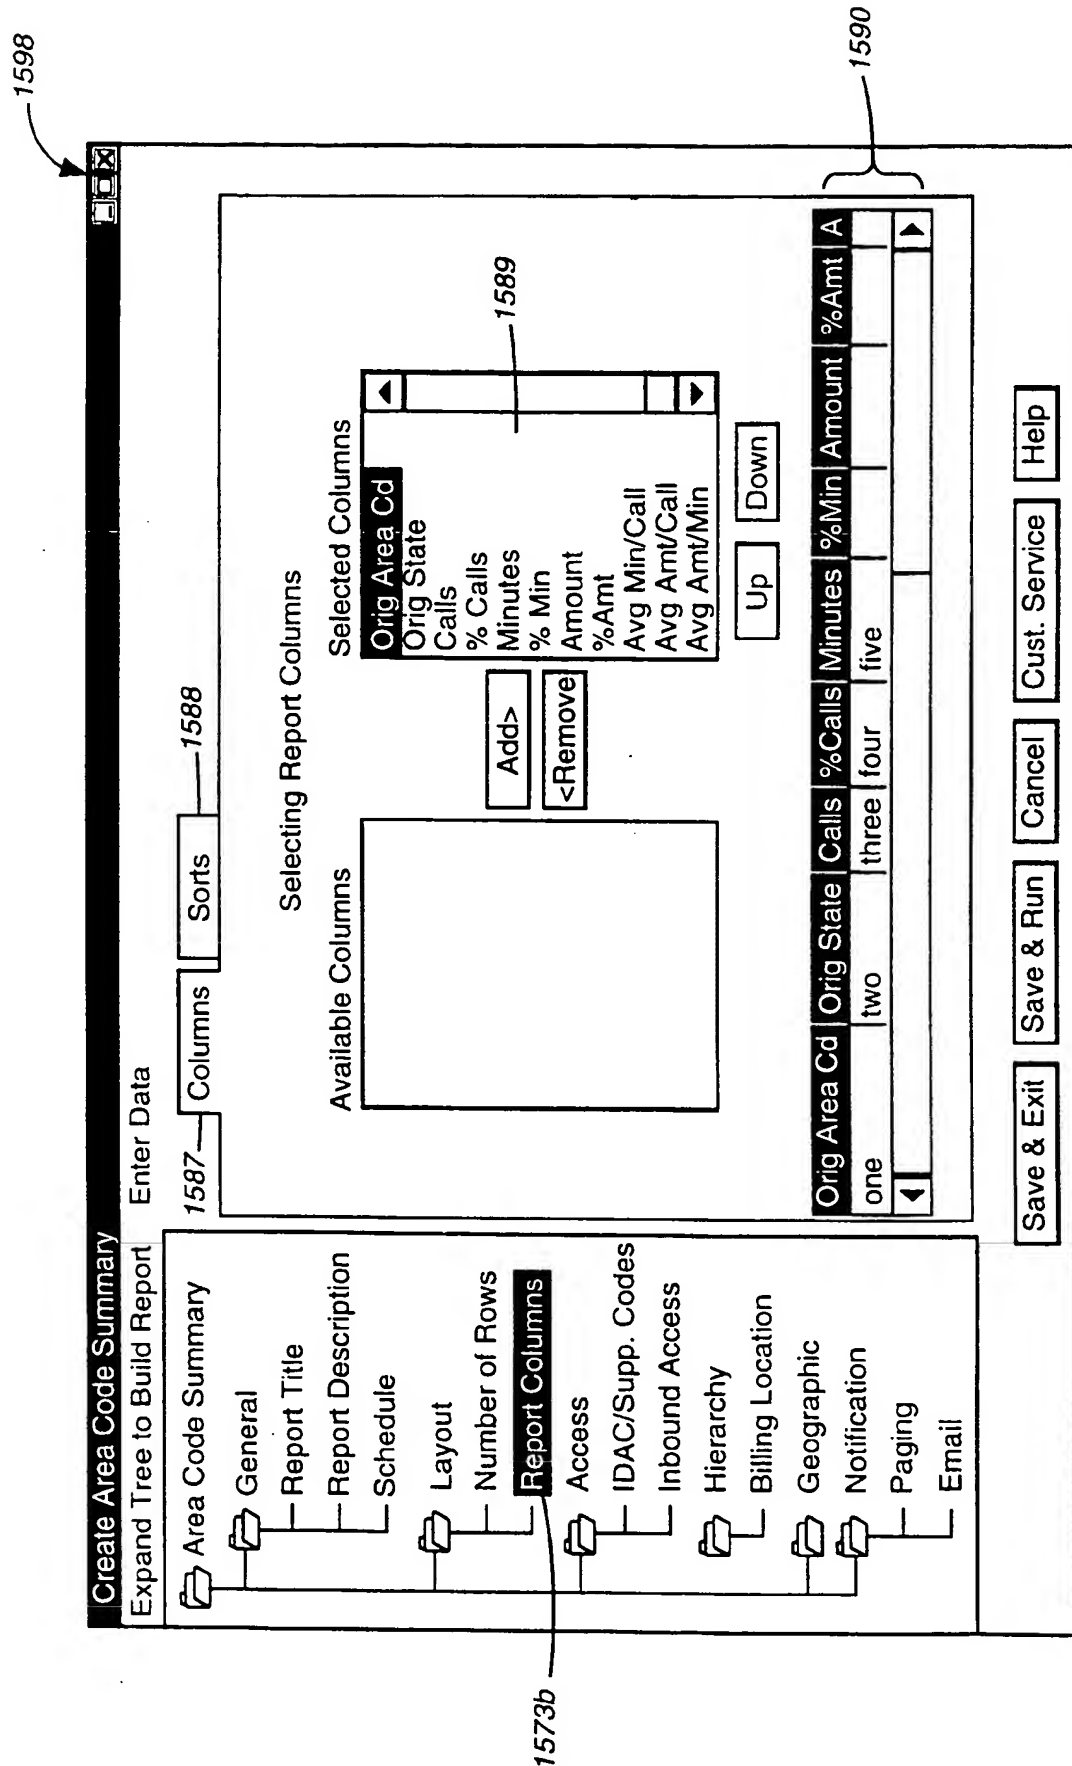 1598
Create Area Code Summary
Expand Tree to Build Report
Enter Data
Area Code Summary
General
Report Title
Report Description
Schedule
Layout
Number of Rows
Report Columns
Access
IDAC/Supp. Codes
Inbound Access
Hierarchy
Billing Location
Geographic
Notification
Paging
Email
1573b
1587
Columns
Sorts
1588
Selecting Report Columns
Available Columns
Add>
<Remove
Selected Columns
Orig Area Cd
Orig State
Calls
% Calls
Minutes
% Min
Amount
%Amt
Avg Min/Call
Avg Amt/Call
Avg Amt/Min
1589
Up
Down
Orig Area Cd Orig State Calls %Calls Minutes %Min Amount %Amt A
one two three four five
1590
Save & Exit
Save & Run
Cancel
Cust. Service
Help